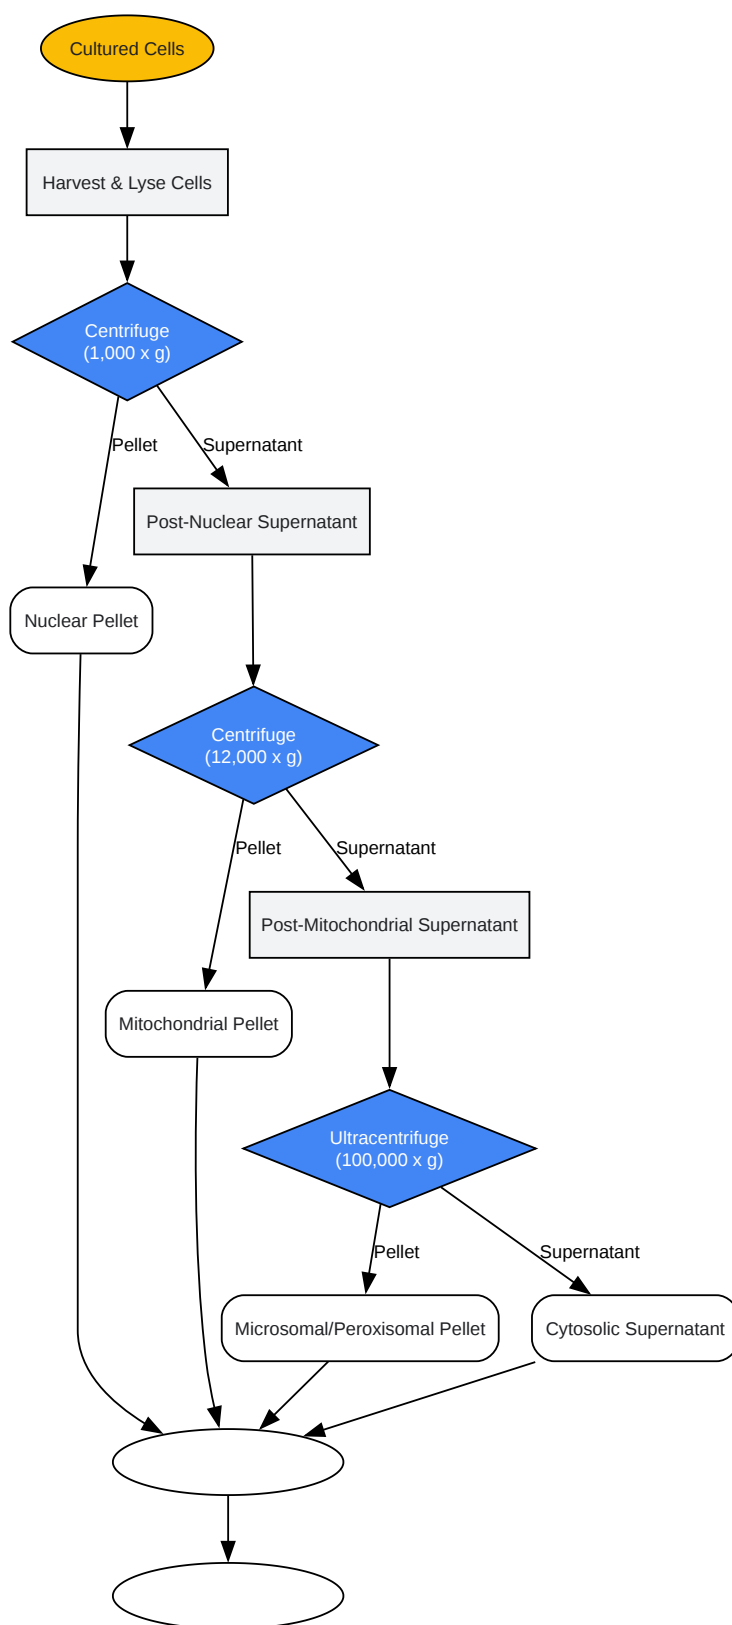 Cultured Cells
Harvest & Lyse Cells
Centrifuge
(1,000 x g)
Pellet
Supernatant
Post-Nuclear Supernatant
Nuclear Pellet
Centrifuge
(12,000 x g)
Pellet
Supernatant
Post-Mitochondrial Supernatant
Mitochondrial Pellet
Ultracentrifuge
(100,000 x g)
Pellet
Supernatant
Microsomal/Peroxisomal Pellet
Cytosolic Supernatant